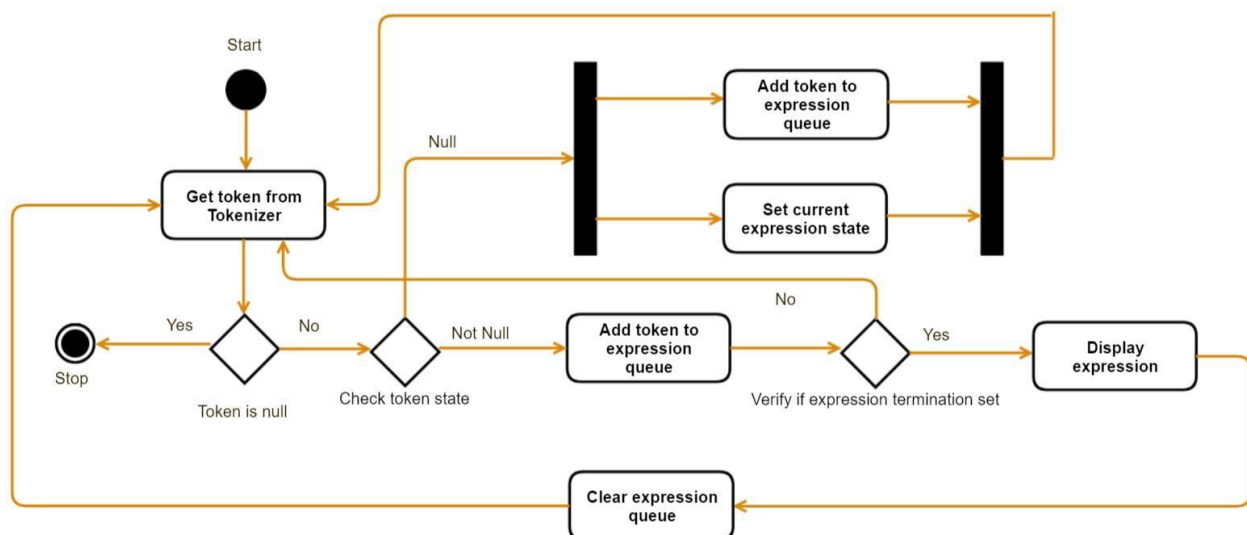 Start
Add token to
expression
queue
Null
Get token from
Tokenizer
Set current
expression state
No
Yes
No
Not Null
Add token to
expression
queue
Yes
Display
expression
Stop
Token is null
Check token state
Verify if expression termination set
Clear expression
queue